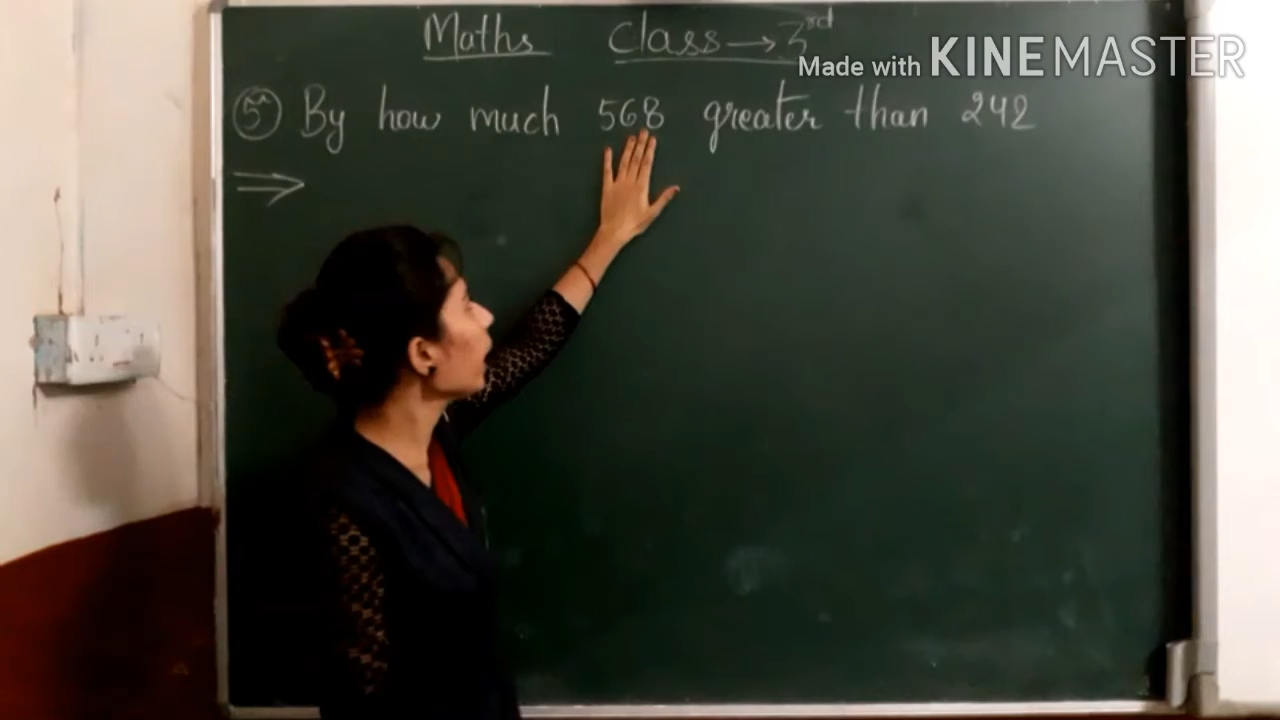 Maths Class → 3rd
Made with KINEMASTER
5 By how much 568 greater than 242
⇒